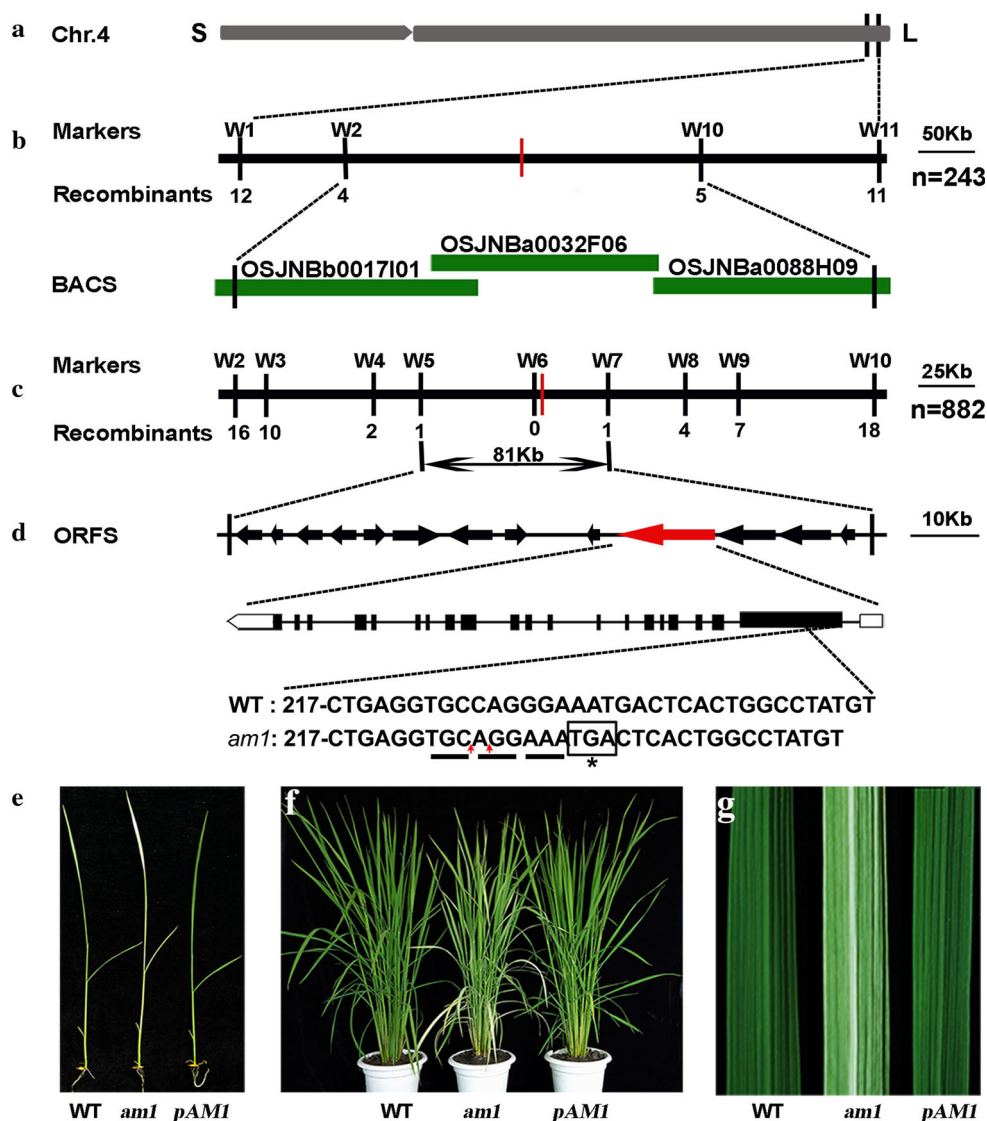 a Chr.4 S L
b Markers W1 W2 W10 W11 50Kb
n=243
Recombinants 12 4 5 11
OSJNBa0032F06
BACS OSJNBb0017I01 OSJNBa0088H09
Markers W2 W3 W4 W5 W6 W7 W8 W9 W10 25Kb
c n=882
Recombinants 16 10 2 1 0 1 4 7 18
81Kb
d ORFS 10Kb
WT : 217-CTGAGGTGCCAGGGAAATGACTCACTGGCCTATGT
am1: 217-CTGAGGTGCAGGAAATGACTCACTGGCCTATGT
*
e f g
WT am1 pAM1 WT am1 pAM1 WT am1 pAM1